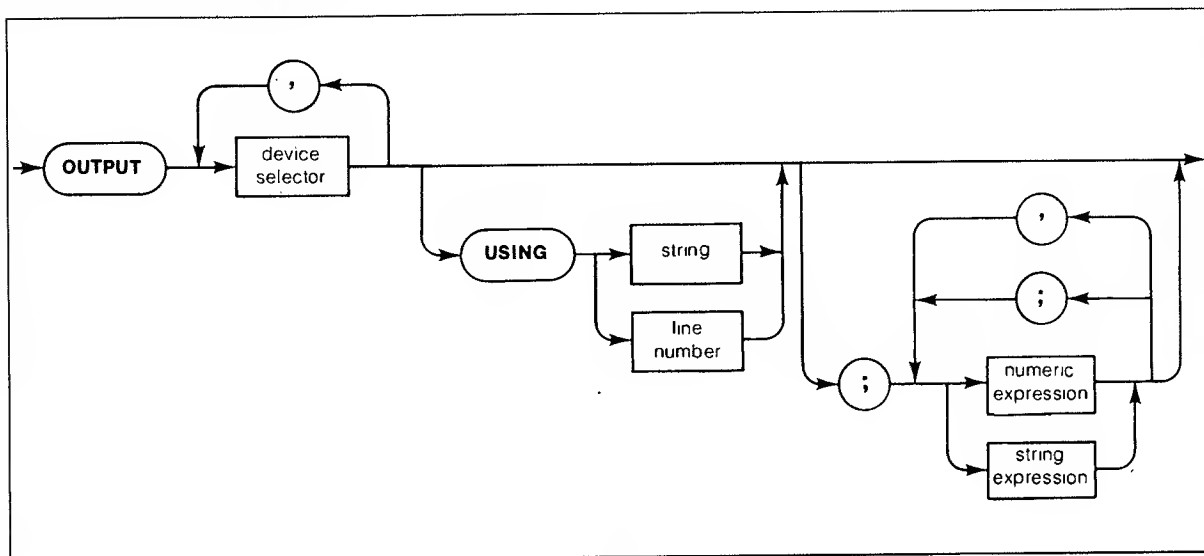 ,
OUTPUT
device
selector
USING
string
line
number
,
;
;
numeric
expression
string
expression